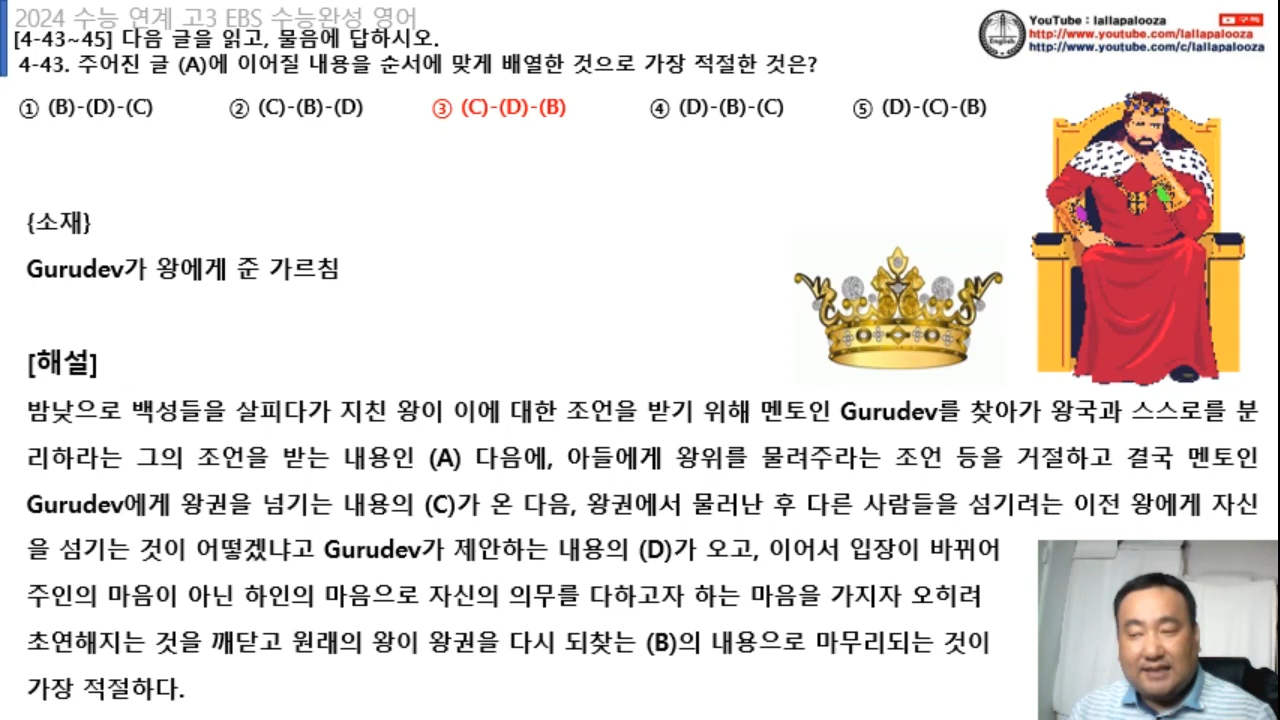 2024 수능 연계 고3 EBS 수능완성 영어
[4-43~45] 다음 글을 읽고, 물음에 답하시오.
4-43. 주어진 글 (A)에 이어질 내용을 순서에 맞게 배열한 것으로 가장 적절한 것은?
YouTube : lallapalooza
구독
http://www.youtube.com/lallapalooza
http://www.youtube.com/c/lallapalooza
English
① (B)-(D)-(C) ② (C)-(B)-(D) ③ (C)-(D)-(B) ④ (D)-(B)-(C) ⑤ (D)-(C)-(B)
{소재}
Gurudev가 왕에게 준 가르침
[해설]
밤낮으로 백성들을 살피다가 지친 왕이 이에 대한 조언을 받기 위해 멘토인 Gurudev를 찾아가 왕국과 스스로를 분
리하라는 그의 조언을 받는 내용인 (A) 다음에, 아들에게 왕위를 물려주라는 조언 등을 거절하고 결국 멘토인
Gurudev에게 왕권을 넘기는 내용의 (C)가 온 다음, 왕권에서 물러난 후 다른 사람들을 섬기려는 이전 왕에게 자신
을 섬기는 것이 어떻겠냐고 Gurudev가 제안하는 내용의 (D)가 오고, 이어서 입장이 바뀌어
주인의 마음이 아닌 하인의 마음으로 자신의 의무를 다하고자 하는 마음을 가지자 오히려
초연해지는 것을 깨닫고 원래의 왕이 왕권을 다시 되찾는 (B)의 내용으로 마무리되는 것이
가장 적절하다.